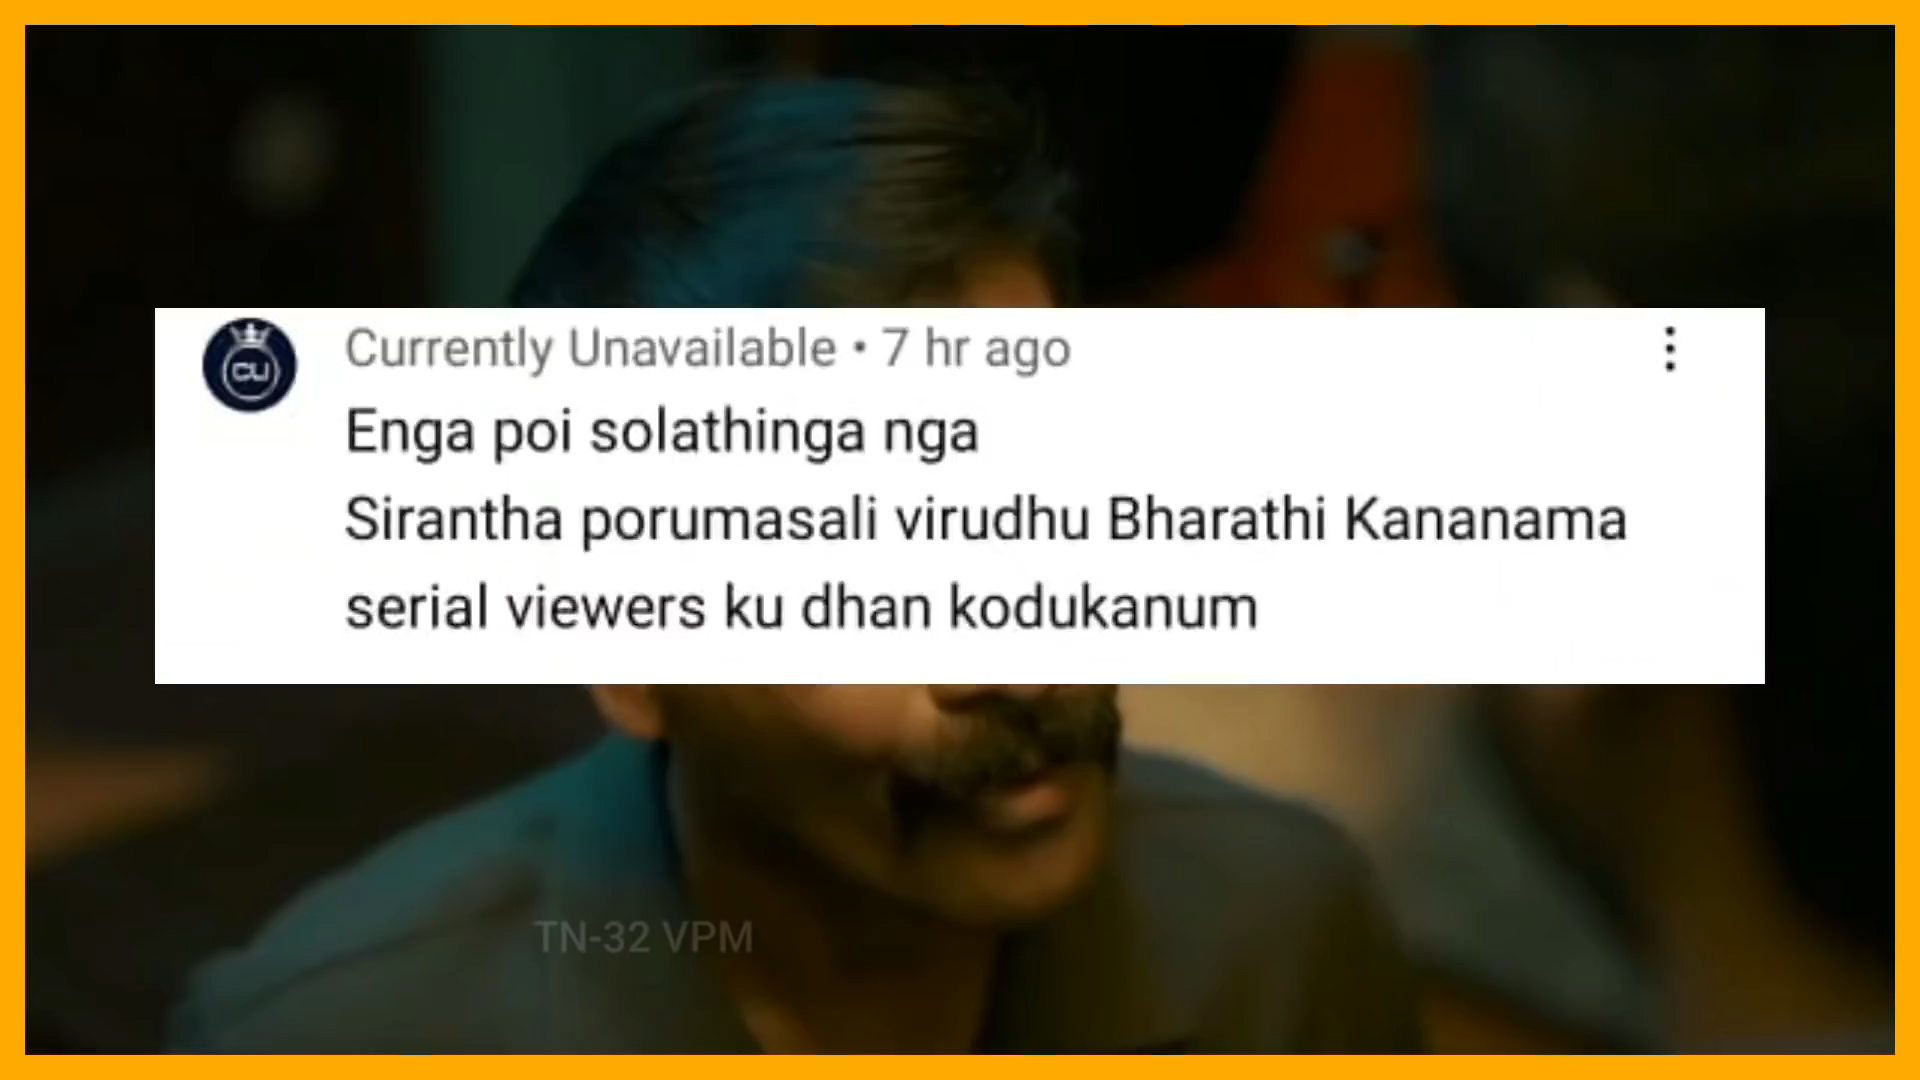 CU
Currently Unavailable • 7 hr ago
Enga poi solathinga nga
Sirantha porumasali virudhu Bharathi Kananama
serial viewers ku dhan kodukanum
TN-32 VPM